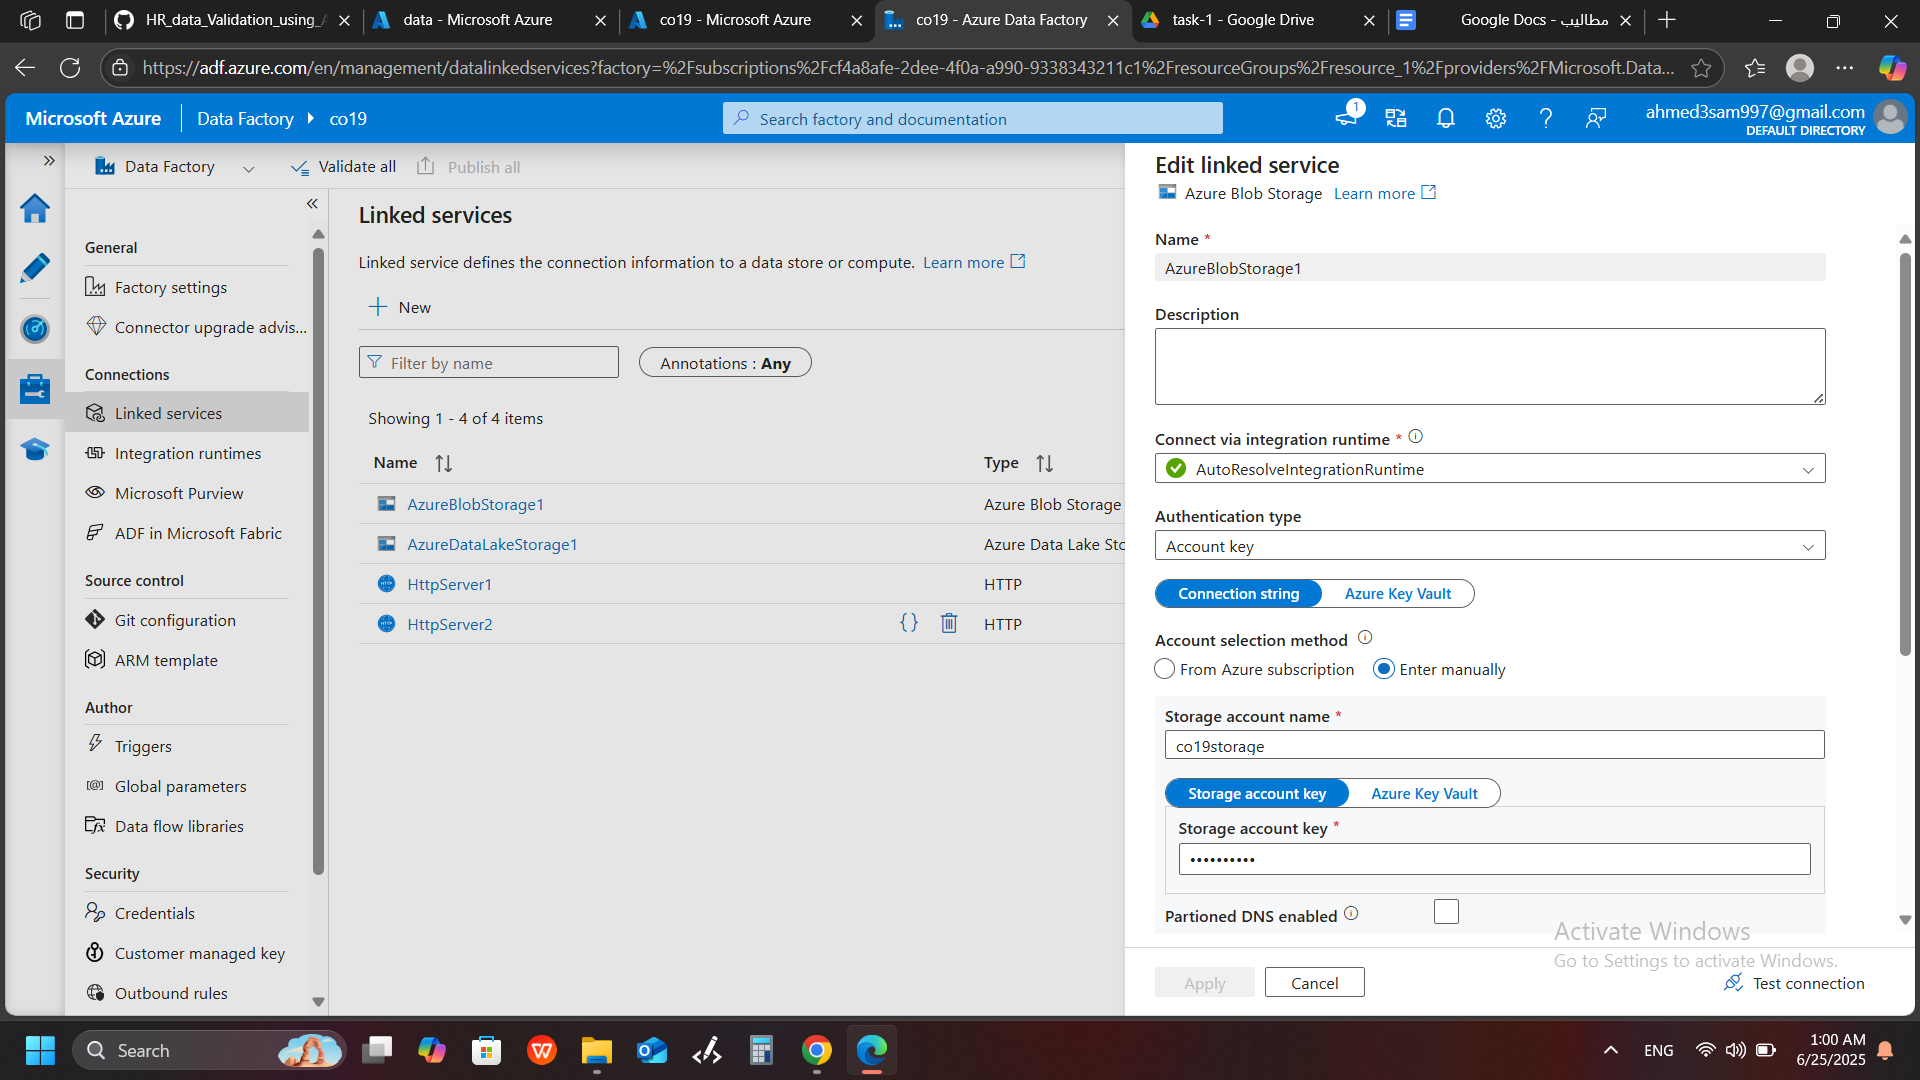 HR_data_Validation_using_A
data - Microsoft Azure
co19 - Microsoft Azure
co19 - Azure Data Factory
task-1 - Google Drive
مطاليب - Google Docs
https://adf.azure.com/en/management/datalinkedservices?factory=%2Fsubscriptions%2Fcf4a8afe-2dee-4f0a-a990-9338343211c1%2FresourceGroups%2Fresource_1%2Fproviders%2FMicrosoft.Data...
Microsoft Azure
Data Factory
co19
Search factory and documentation
1
ahmed3sam997@gmail.com
DEFAULT DIRECTORY
Data Factory
Validate all
Publish all
General
Factory settings
Connector upgrade advis...
Connections
Linked services
Integration runtimes
Microsoft Purview
ADF in Microsoft Fabric
Source control
Git configuration
ARM template
Author
Triggers
Global parameters
Data flow libraries
Security
Credentials
Customer managed key
Outbound rules
Linked services
Linked service defines the connection information to a data store or compute. Learn more
New
Filter by name
Annotations : Any
Showing 1 - 4 of 4 items
Name
Type
AzureBlobStorage1
Azure Blob Storage
AzureDataLakeStorage1
Azure Data Lake Sto
HttpServer1
HTTP
HttpServer2
{}
HTTP
Edit linked service
Azure Blob Storage Learn more
Name *
AzureBlobStorage1
Description
Connect via integration runtime *
AutoResolveIntegrationRuntime
Authentication type
Account key
Connection string
Azure Key Vault
Account selection method
From Azure subscription
Enter manually
Storage account name *
co19storage
Storage account key
Azure Key Vault
Storage account key *
••••••••••
Partioned DNS enabled
Activate Windows
Go to Settings to activate Windows.
Apply
Cancel
Test connection
Search
ENG
1:00 AM
6/25/2025